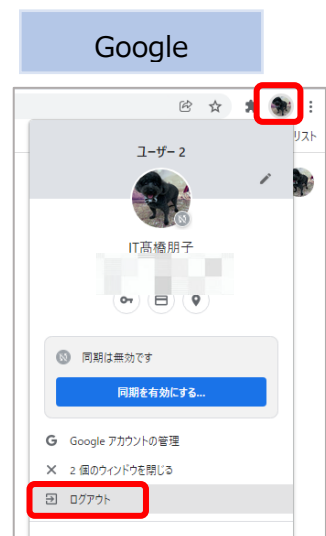 Google
リスト
ユーザー 2
IT髙橋朋子
同期は無効です
同期を有効にする...
G Google アカウントの管理
2 個のウィンドウを閉じる
ログアウト